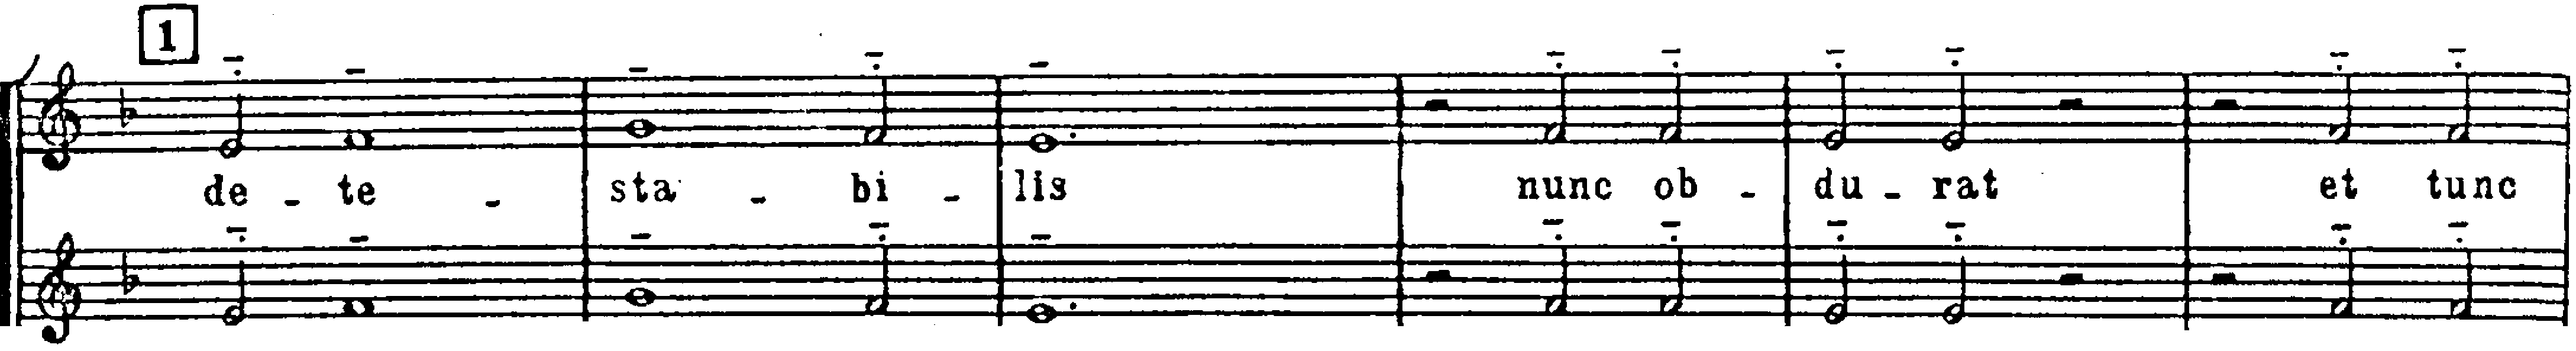 1
de - te - sta - bi - lis nunc ob - du - rat et tunc